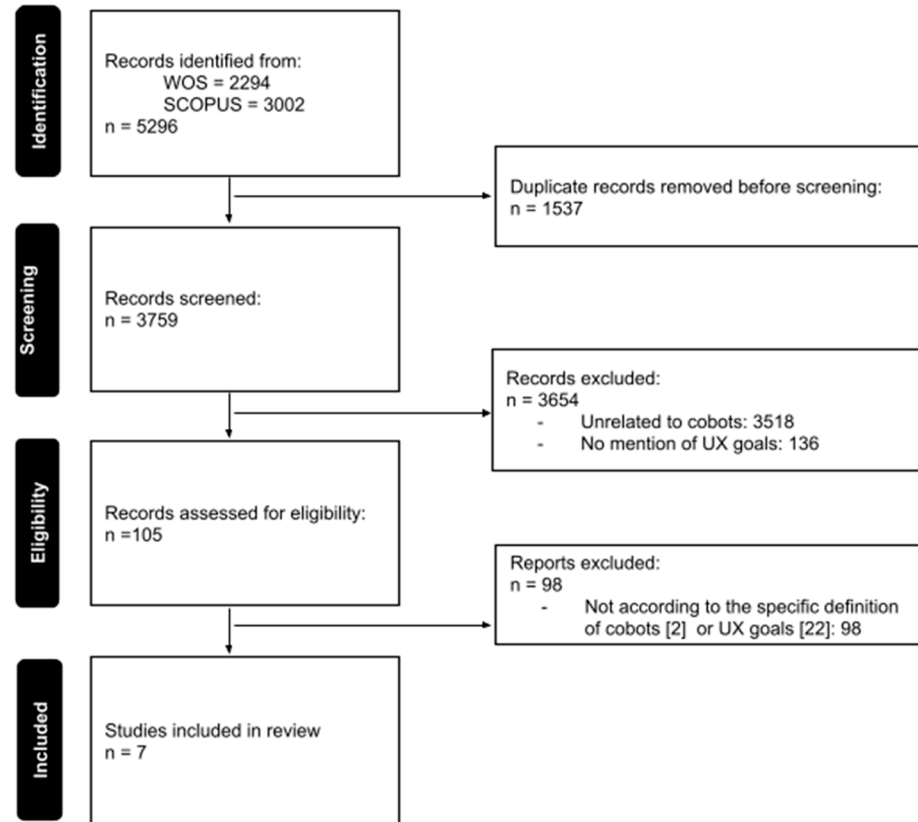 Identification
Records identified from:
WOS = 2294
SCOPUS = 3002
n = 5296
Duplicate records removed before screening:
n = 1537
Screening
Records screened:
n = 3759
Records excluded:
n = 3654
- Unrelated to cobots: 3518
- No mention of UX goals: 136
Eligibility
Records assessed for eligibility:
n =105
Reports excluded:
n = 98
- Not according to the specific definition
of cobots [2] or UX goals [22]: 98
Included
Studies included in review
n = 7